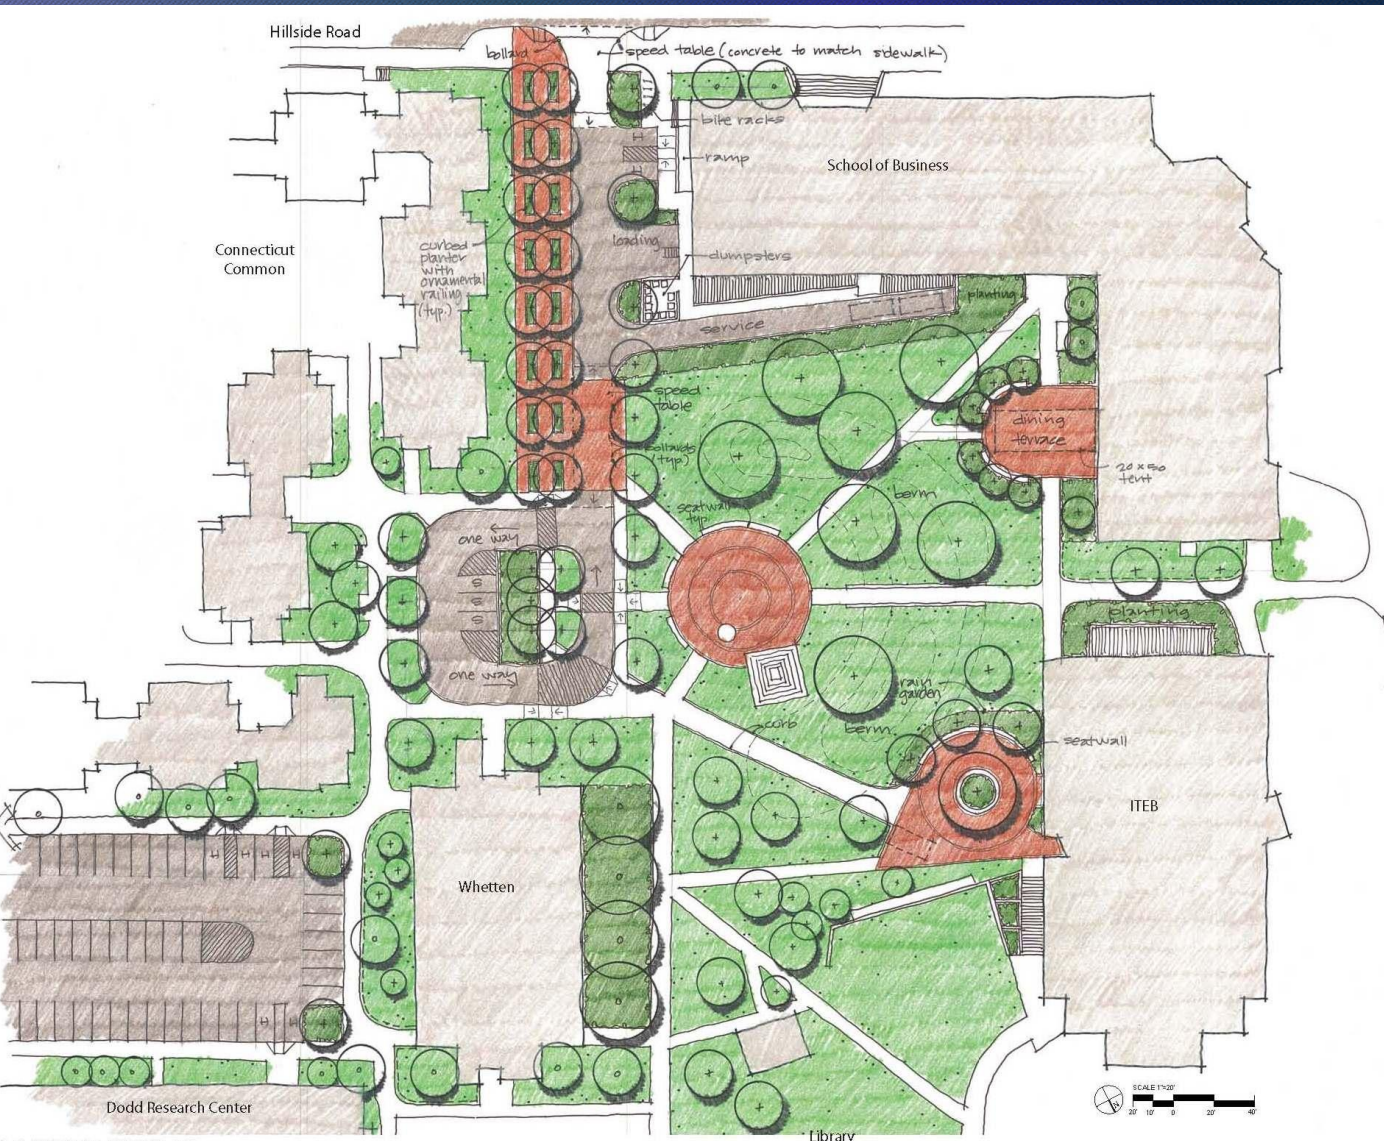 Hillside Road
bollard
speed table (concrete to match sidewalk)
bike racks
ramp
School of Business
Connecticut
Common
curbed
planter
with
ornamental
railing
(typ.)
loading
dumpsters
planting
service
speed
table
bollards
(typ.)
dining
terrace
20 x 50
tent
berm
seatwall
typ.
one way
S
S
S
one way
planting
rain
garden
berm
curb
seatwall
ITEB
Whetten
H
H
H
H
H
H
H
Dodd Research Center
Library
N
SCALE 1"=20'
20' 10' 0 20' 40'